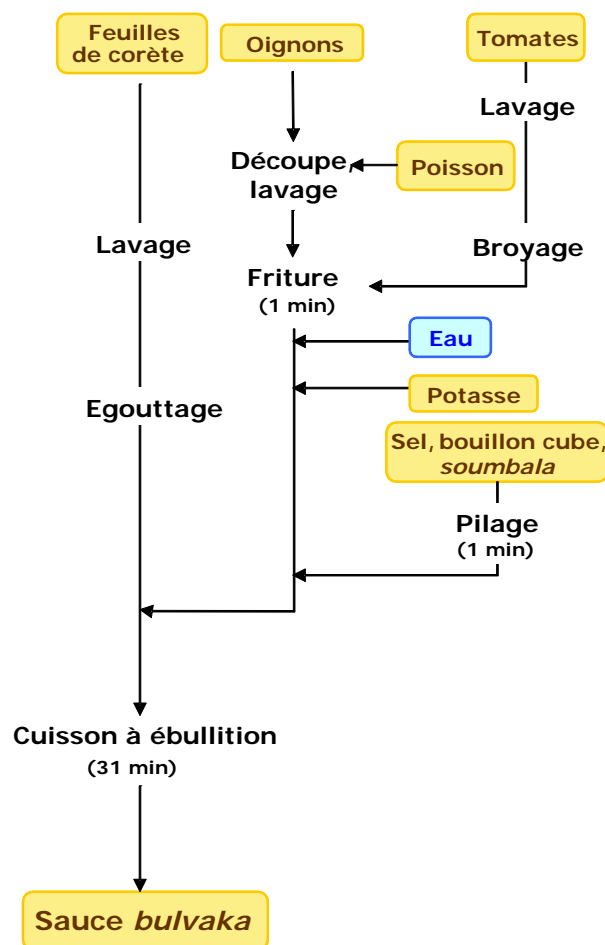 Feuilles
de corète
Oignons
Tomates
Lavage
Découpe,
lavage
Poisson
Lavage
Broyage
Friture
(1 min)
Eau
Potasse
Egouttage
Sel, bouillon cube,
soumbala
Pilage
(1 min)
Cuisson à ébullition
(31 min)
Sauce bulvaka